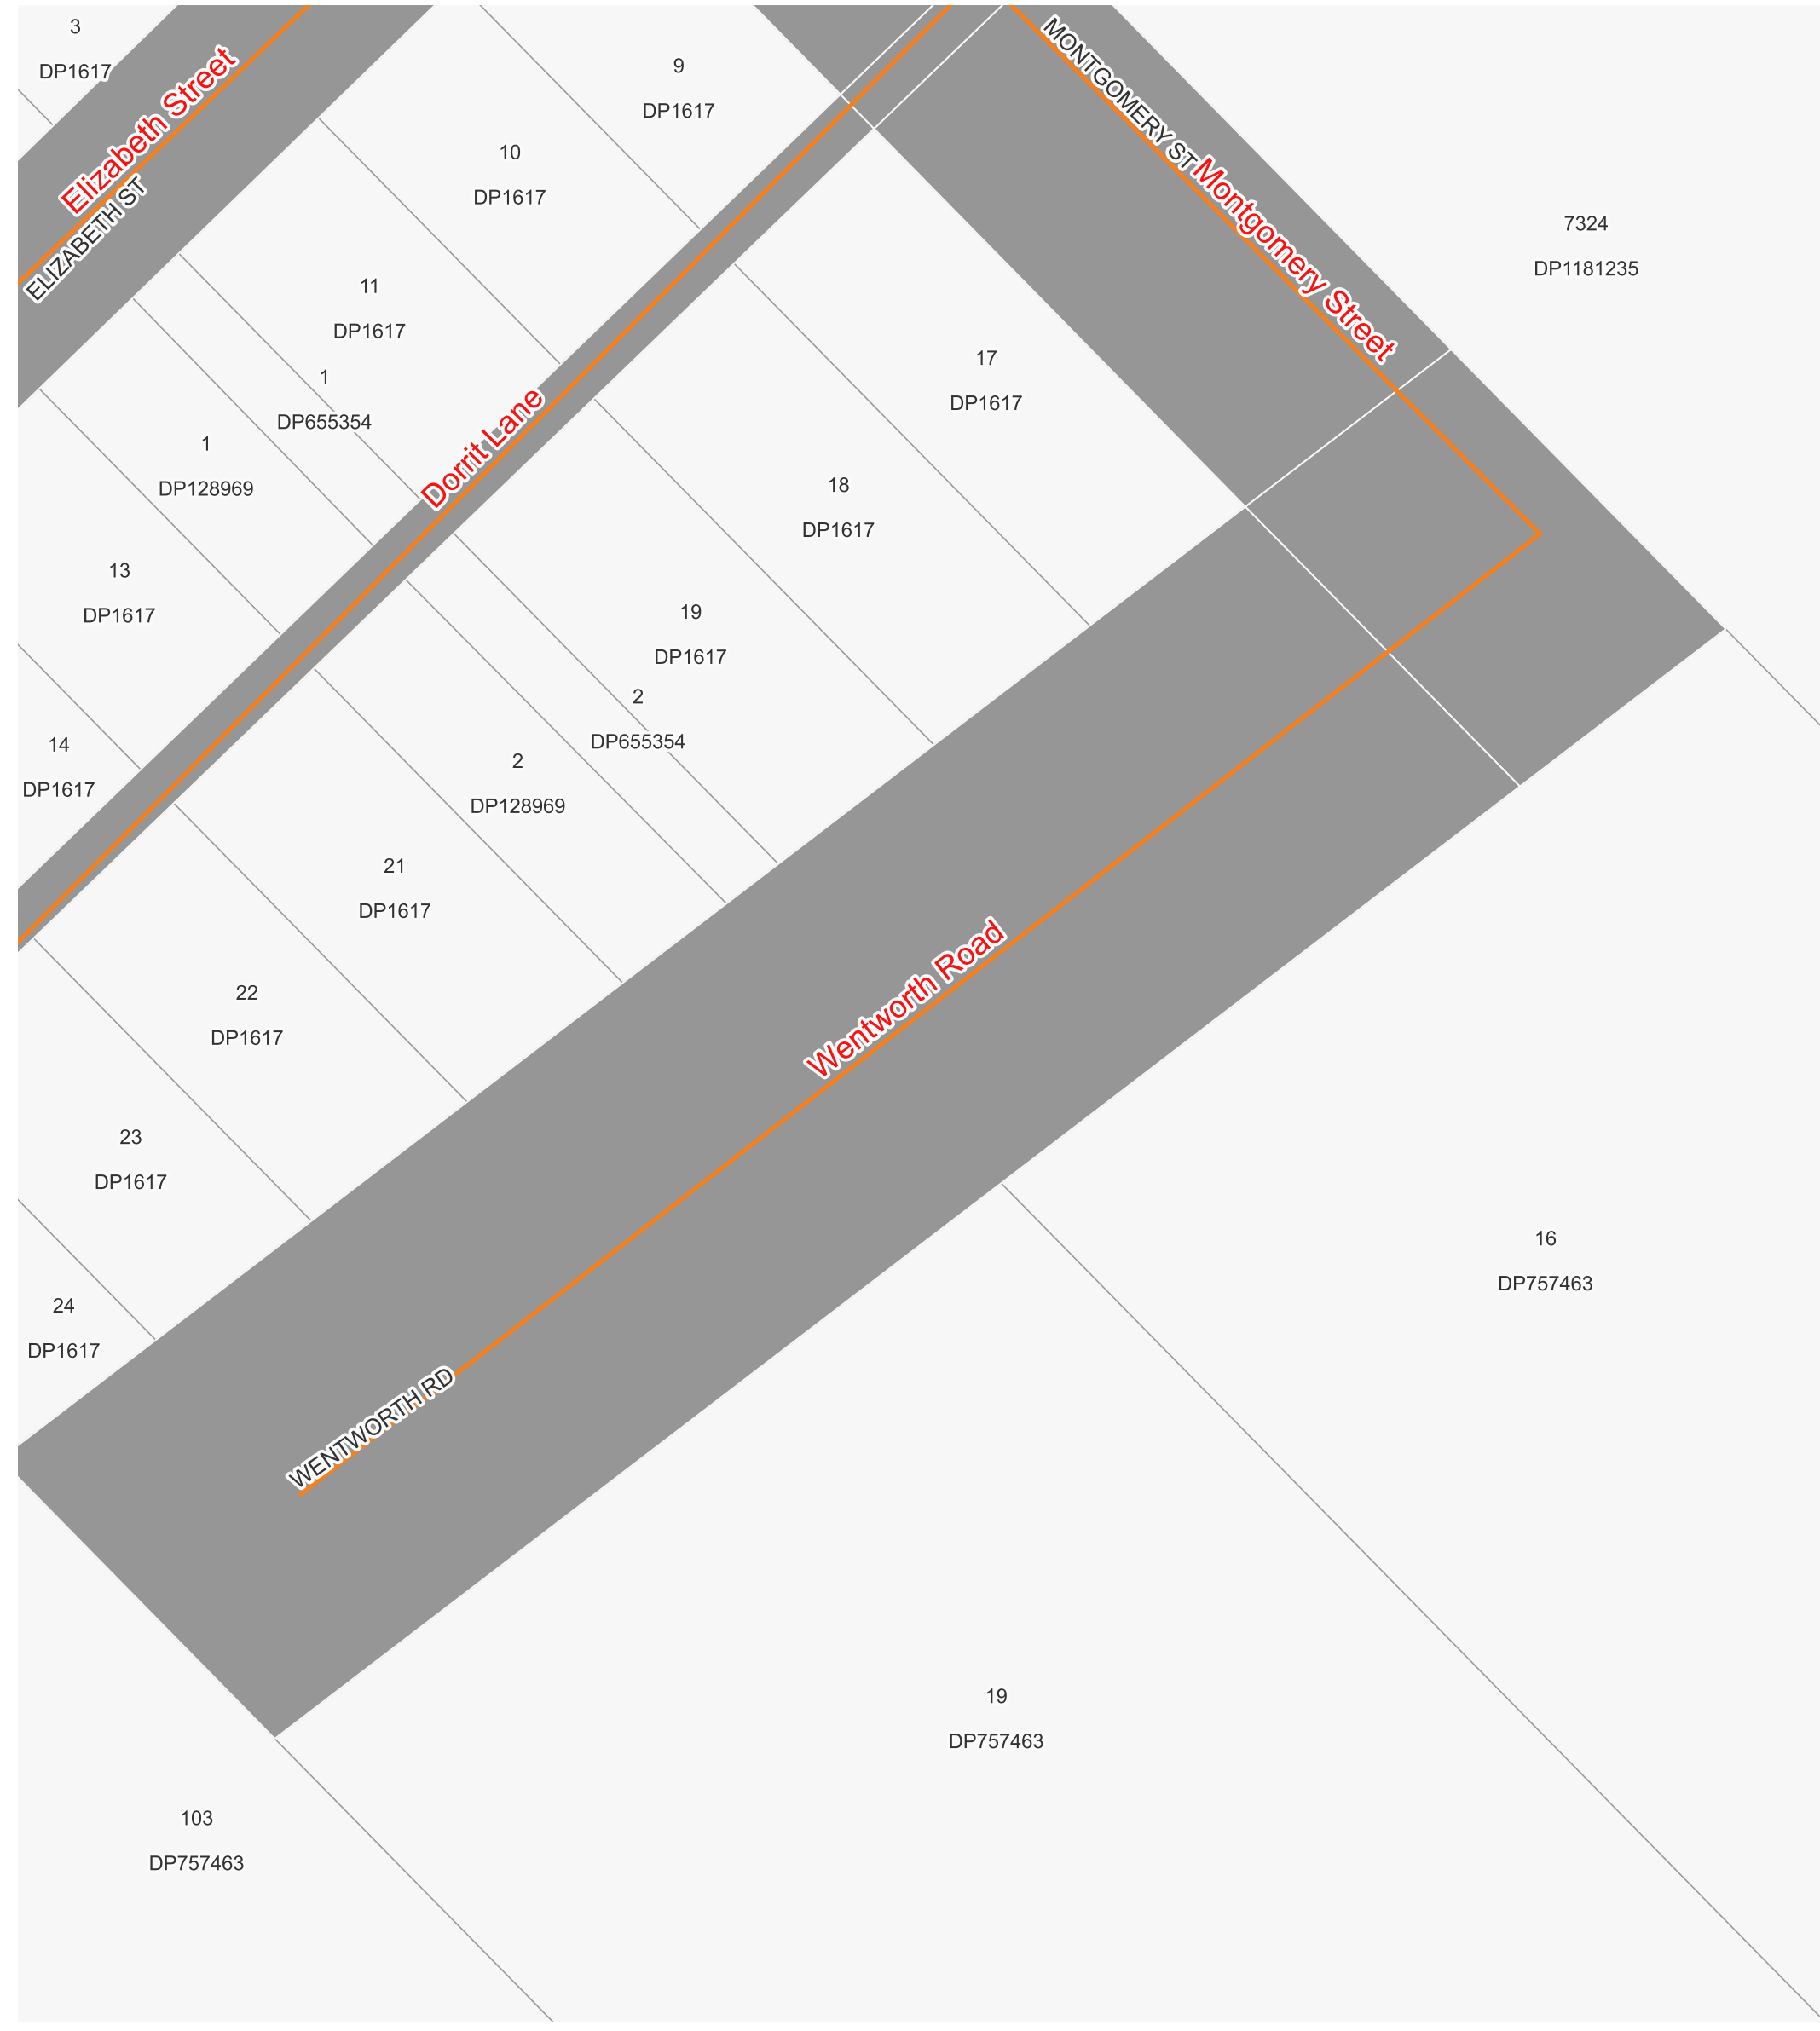 3
DP1617
Elizabeth Street
ELIZABETH ST
9
DP1617
10
DP1617
11
DP1617
1
DP655354
1
DP128969
13
DP1617
14
DP1617
Dorrit Lane
MONTGOMERY ST
Montgomery Street
7324
DP1181235
17
DP1617
18
DP1617
19
DP1617
2
DP655354
2
DP128969
21
DP1617
22
DP1617
23
DP1617
24
DP1617
Wentworth Road
WENTWORTH RD
16
DP757463
19
DP757463
103
DP757463